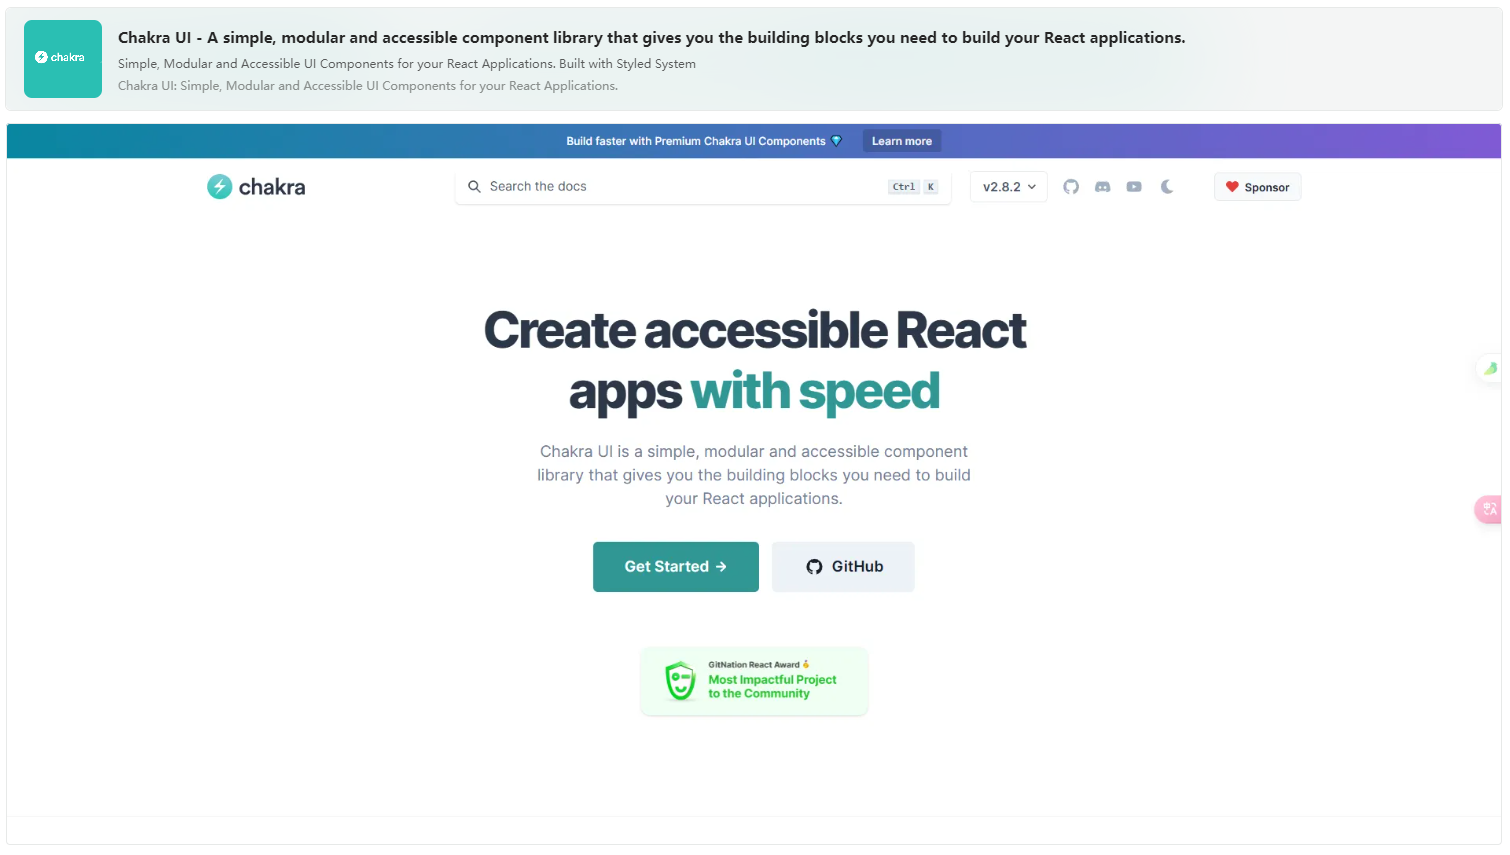 chakra
Chakra UI - A simple, modular and accessible component library that gives you the building blocks you need to build your React applications.
Simple, Modular and Accessible UI Components for your React Applications. Built with Styled System
Chakra UI: Simple, Modular and Accessible UI Components for your React Applications.
Build faster with Premium Chakra UI Components 💎 Learn more
chakra Search the docs Ctrl K v2.8.2 Sponsor
Create accessible React
apps with speed
Chakra UI is a simple, modular and accessible component
library that gives you the building blocks you need to build
your React applications.
Get Started → GitHub
GitNation React Award 🏅
Most Impactful Project
to the Community